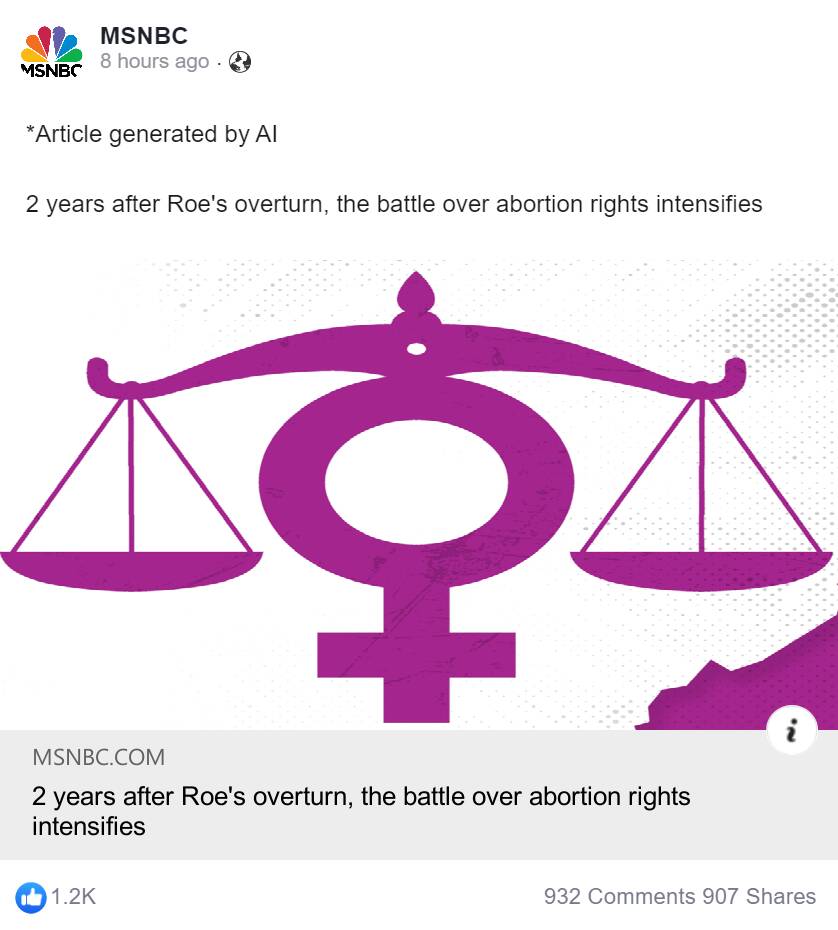 MSNBC
8 hours ago ·
MSNBC
*Article generated by AI
2 years after Roe's overturn, the battle over abortion rights intensifies
i
MSNBC.COM
2 years after Roe's overturn, the battle over abortion rights
intensifies
1.2K
932 Comments 907 Shares